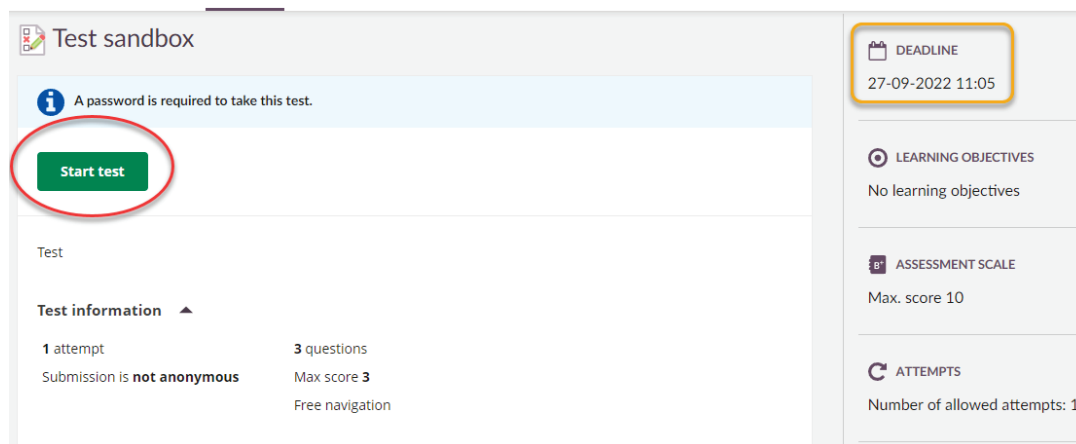 Test sandbox
A password is required to take this test.
Start test
Test
Test information
1 attempt
3 questions
Submission is not anonymous
Max score 3
Free navigation
DEADLINE
27-09-2022 11:05
LEARNING OBJECTIVES
No learning objectives
B+
ASSESSMENT SCALE
Max. score 10
ATTEMPTS
Number of allowed attempts: 1